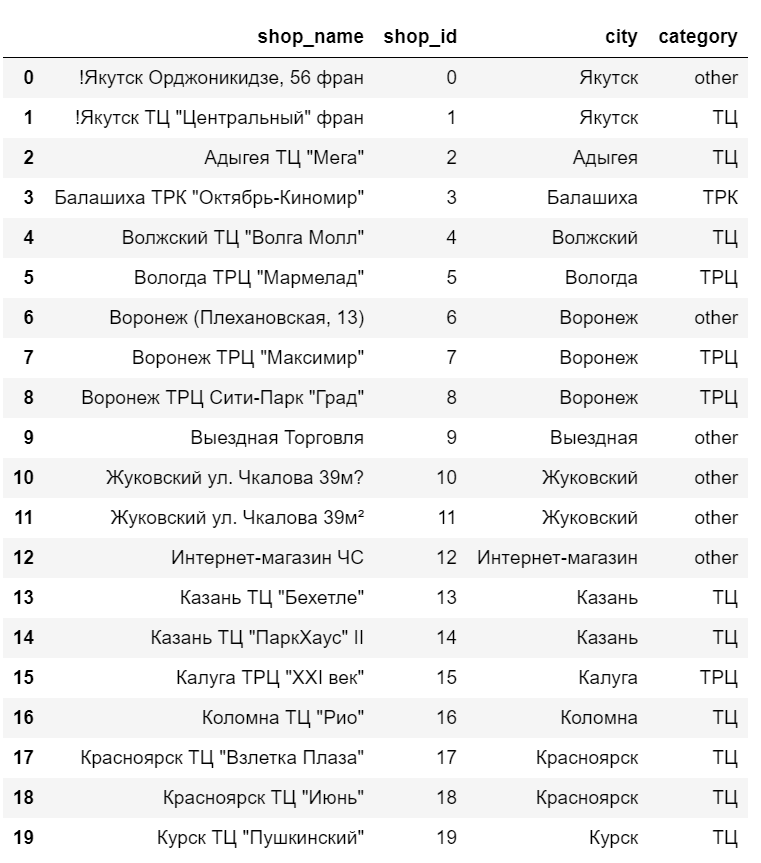 shop_name shop_id city category
0 !Якутск Орджоникидзе, 56 фран 0 Якутск other
1 !Якутск ТЦ "Центральный" фран 1 Якутск ТЦ
2 Адыгея ТЦ "Мега" 2 Адыгея ТЦ
3 Балашиха ТРК "Октябрь-Киномир" 3 Балашиха ТРК
4 Волжский ТЦ "Волга Молл" 4 Волжский ТЦ
5 Вологда ТРЦ "Мармелад" 5 Вологда ТРЦ
6 Воронеж (Плехановская, 13) 6 Воронеж other
7 Воронеж ТРЦ "Максимир" 7 Воронеж ТРЦ
8 Воронеж ТРЦ Сити-Парк "Град" 8 Воронеж ТРЦ
9 Выездная Торговля 9 Выездная other
10 Жуковский ул. Чкалова 39м? 10 Жуковский other
11 Жуковский ул. Чкалова 39м² 11 Жуковский other
12 Интернет-магазин ЧС 12 Интернет-магазин other
13 Казань ТЦ "Бехетле" 13 Казань ТЦ
14 Казань ТЦ "ПаркХаус" II 14 Казань ТЦ
15 Калуга ТРЦ "XXI век" 15 Калуга ТРЦ
16 Коломна ТЦ "Рио" 16 Коломна ТЦ
17 Красноярск ТЦ "Взлетка Плаза" 17 Красноярск ТЦ
18 Красноярск ТЦ "Июнь" 18 Красноярск ТЦ
19 Курск ТЦ "Пушкинский" 19 Курск ТЦ